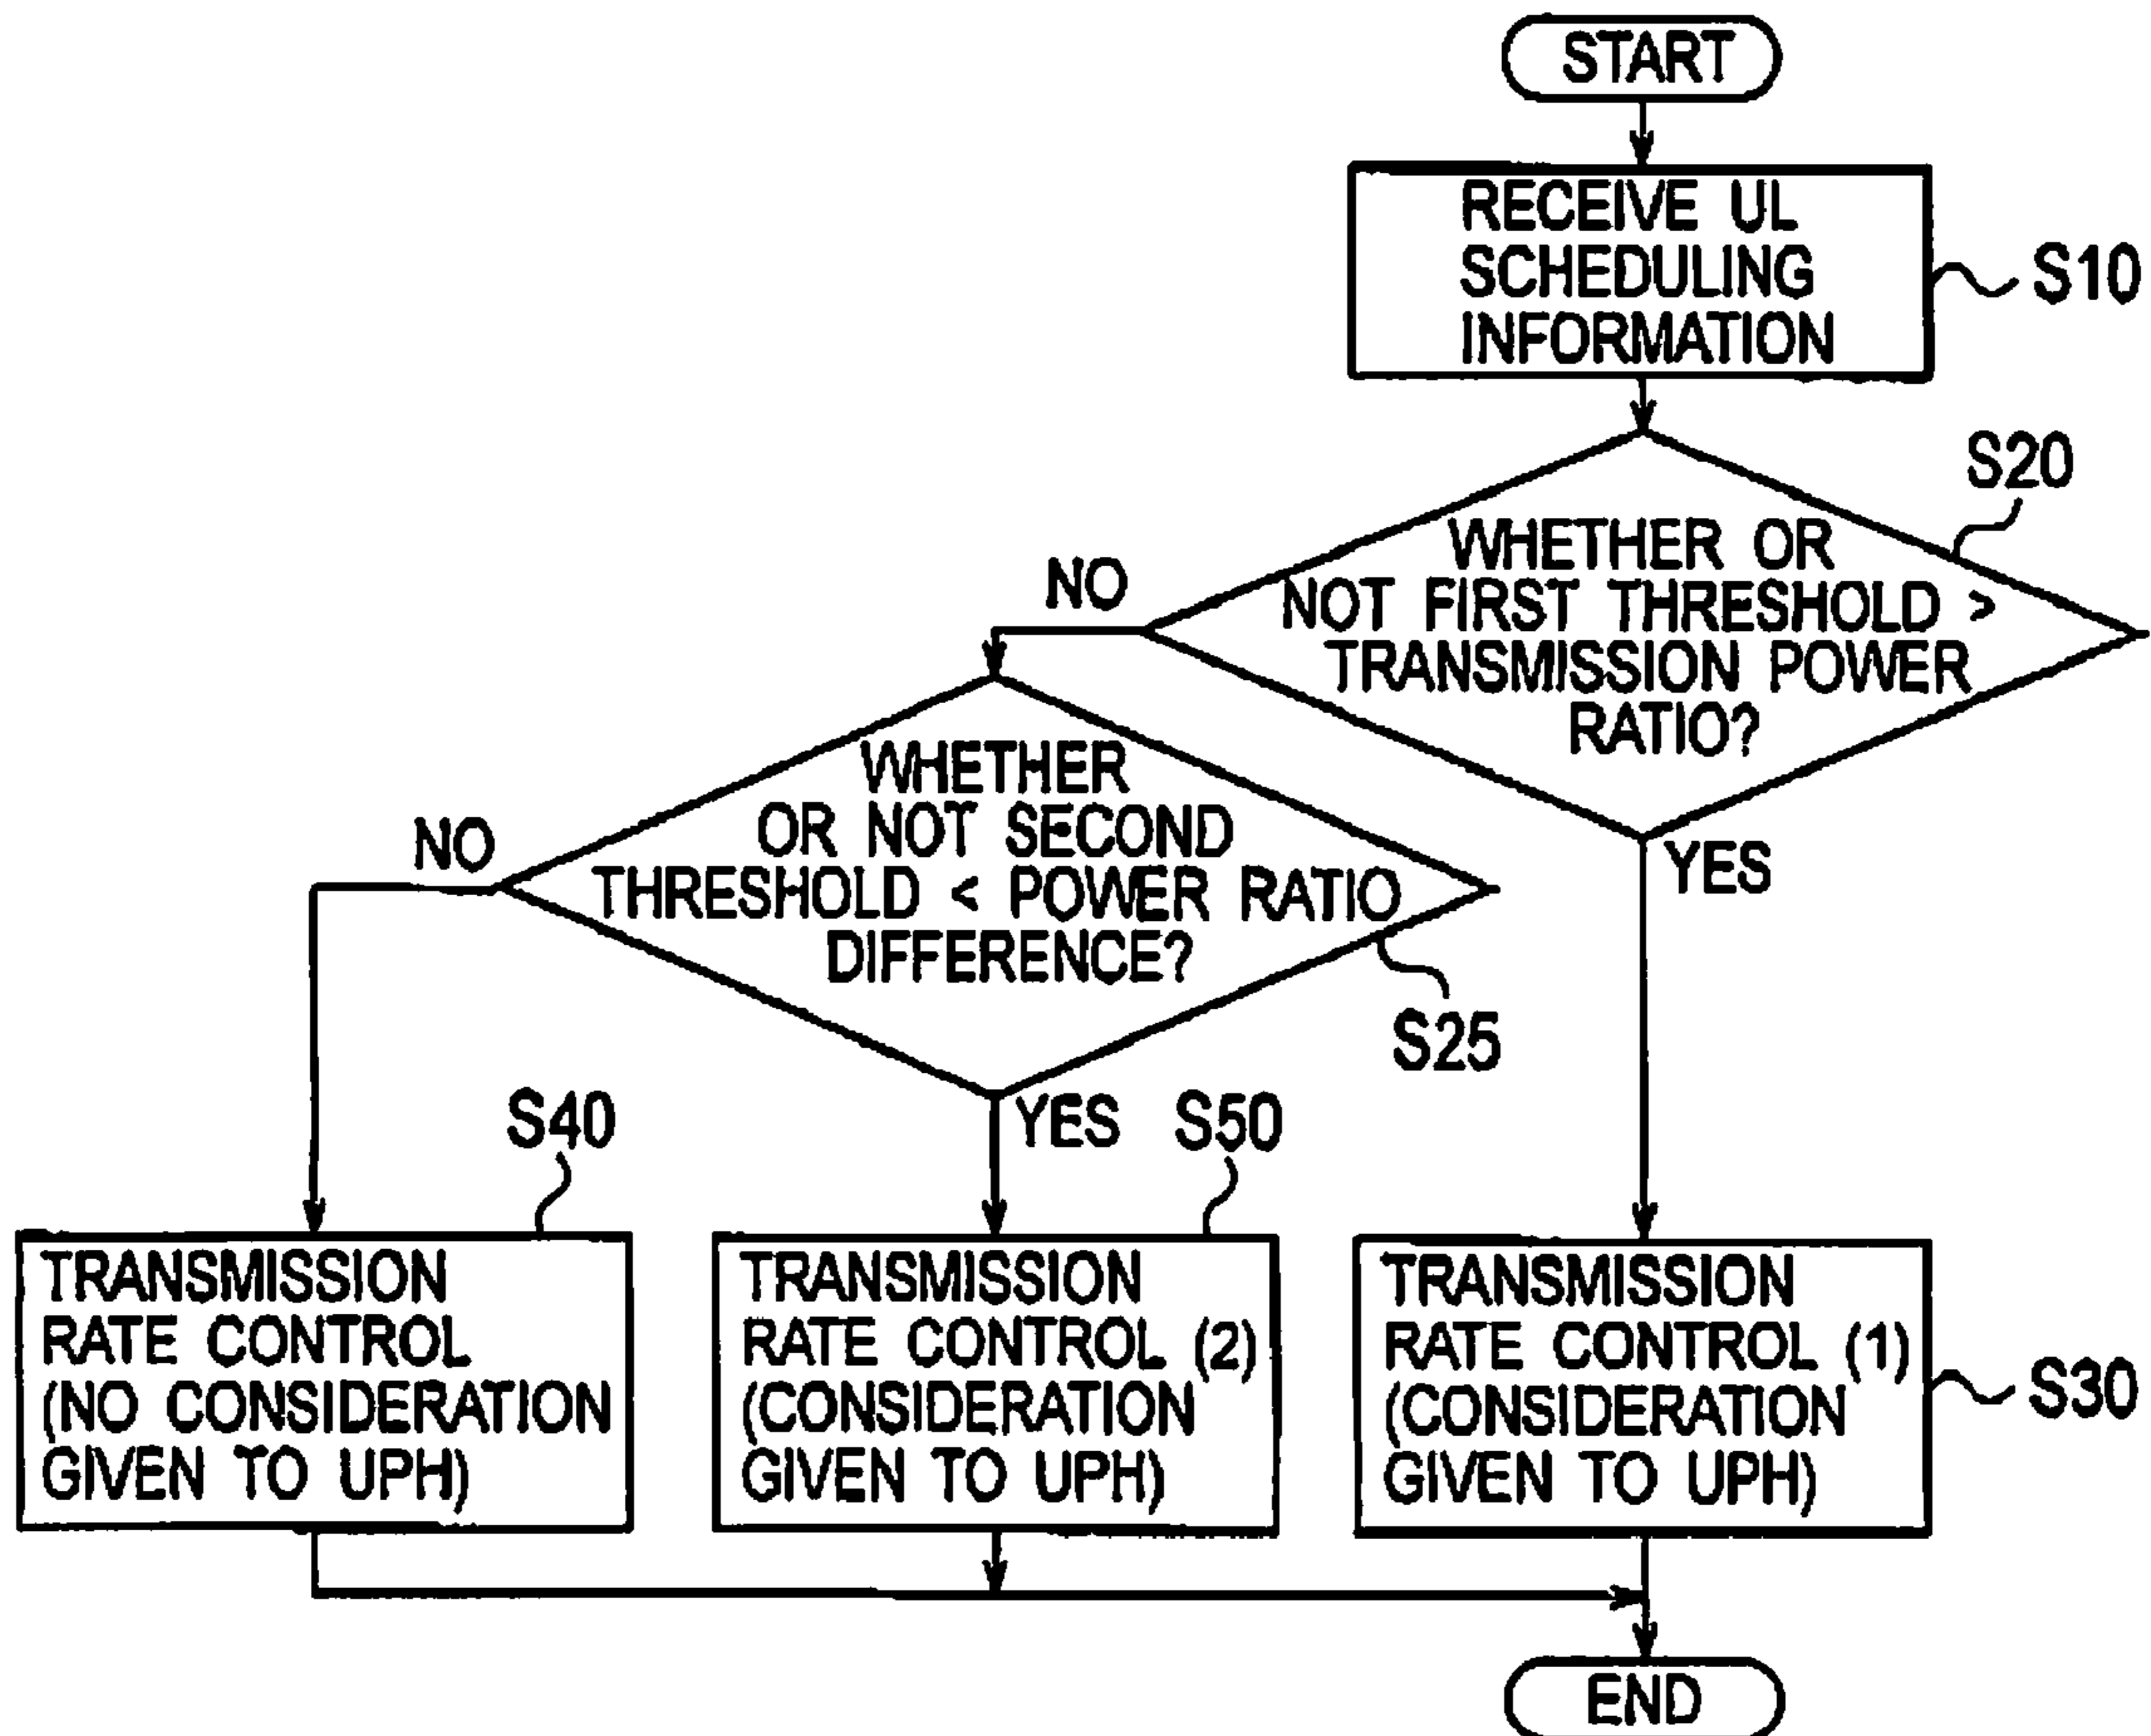 START
RECEIVE UL
SCHEDULING
INFORMATION
S10
S20
WHETHER OR
NOT FIRST THRESHOLD >
TRANSMISSION POWER
RATIO?
NO
YES
WHETHER
OR NOT SECOND
THRESHOLD < POWER RATIO
DIFFERENCE?
NO
S25
YES
S40
TRANSMISSION
RATE CONTROL
(NO CONSIDERATION
GIVEN TO UPH)
S50
TRANSMISSION
RATE CONTROL (2)
(CONSIDERATION
GIVEN TO UPH)
TRANSMISSION
RATE CONTROL (1)
(CONSIDERATION
GIVEN TO UPH)
S30
END